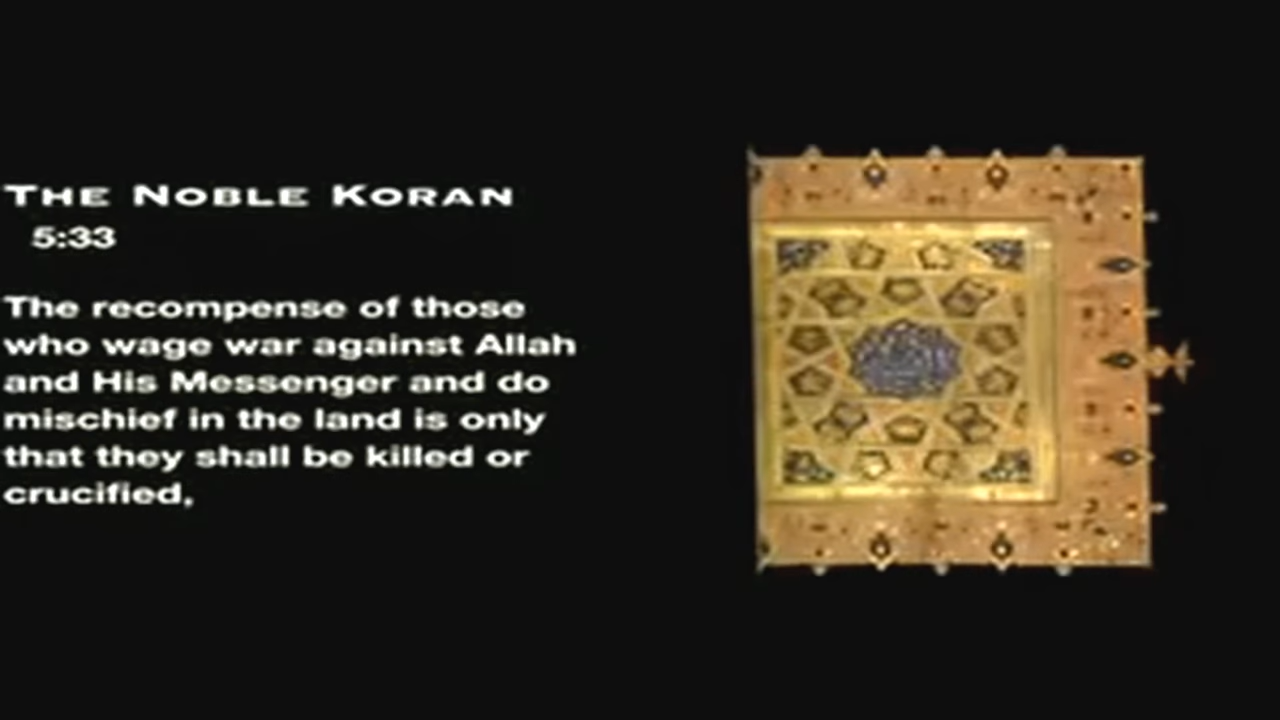 THE NOBLE KORAN
5:33
The recompense of those
who wage war against Allah
and His Messenger and do
mischief in the land is only
that they shall be killed or
crucified,